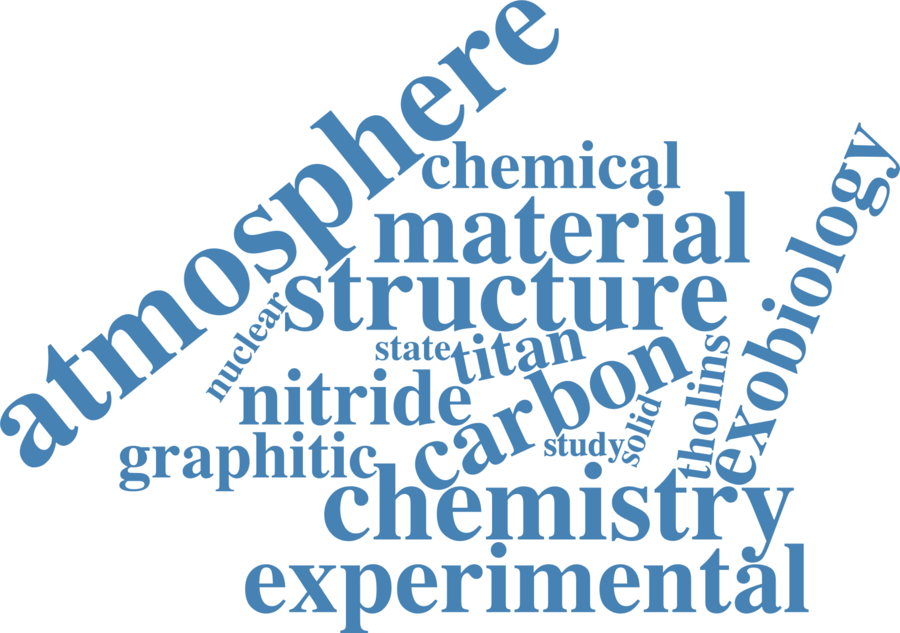 atmosphere
chemical
material
exobiology
structure
nuclear
state
titan
carbon
tholins
nitride
solid
study
graphitic
chemistry
experimental